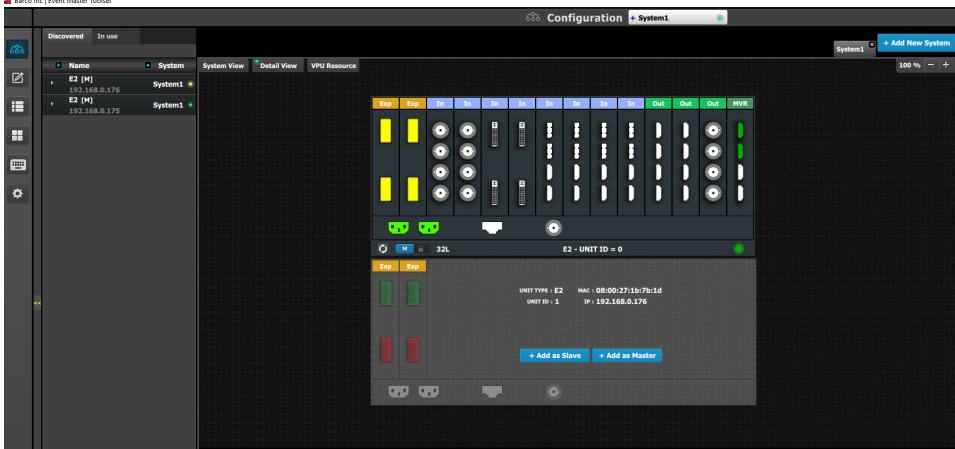 Barco Inc | Event Master Toolset
Configuration + System1
Discovered In use
System1
+ Add New System
Name System
System View Detail View VPU Resource
100 % − +
E2 [M]
192.168.0.176
System1
E2 [M]
192.168.0.175
System1
Exp Exp In In In In In In In In Out Out Out MVR
M 32L E2 - UNIT ID = 0
Exp Exp
UNIT TYPE : E2 MAC : 08:00:27:1b:7b:1d
UNIT ID : 1 IP : 192.168.0.176
+ Add as Slave + Add as Master